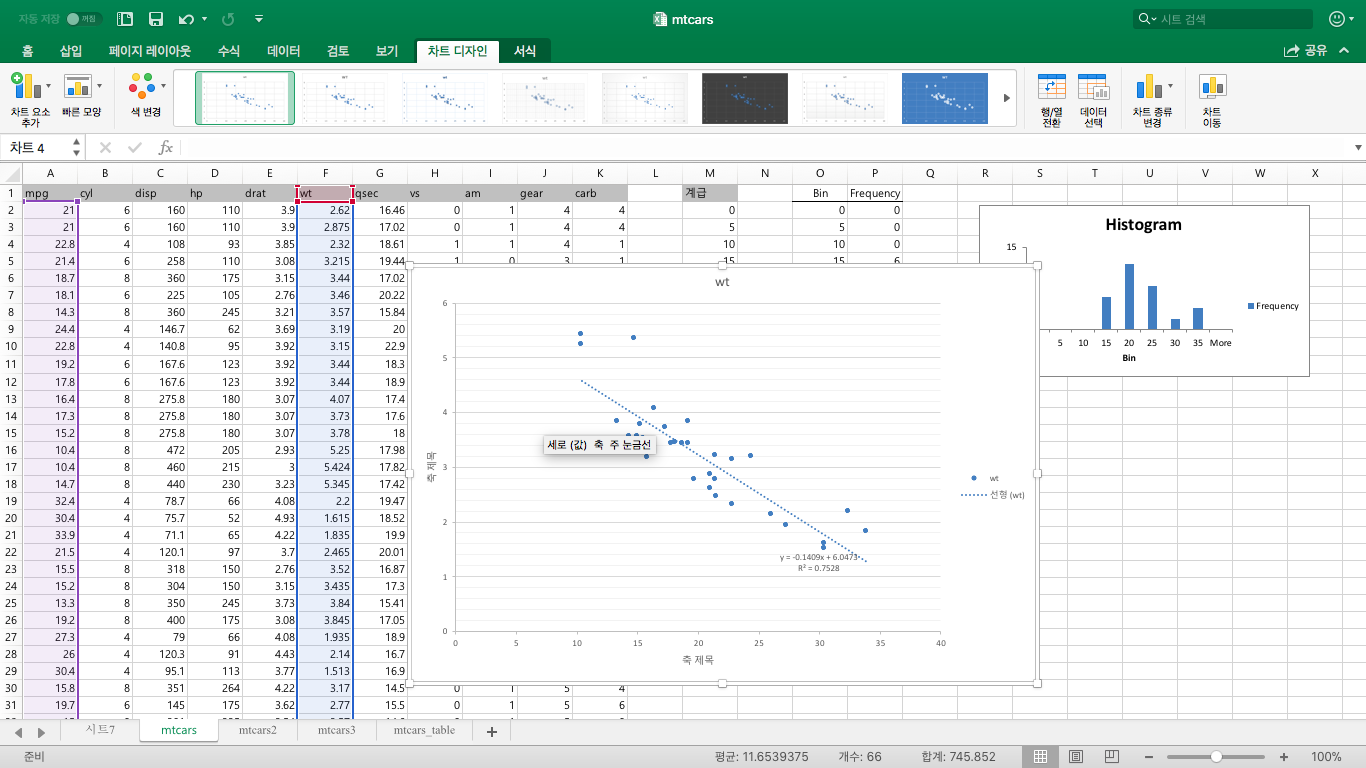 자동 저장 꺼짐 mtcars 시트 검색
홈 삽입 페이지 레이아웃 수식 데이터 검토 보기 차트 디자인 서식 공유
차트 요소 추가 빠른 모양 색 변경 행/열 전환 데이터 선택 차트 종류 변경 차트 이동
차트 4 fx
A B C D E F G H I J K L M N O P Q R S T U V W X
1 mpg cyl disp hp drat wt qsec vs am gear carb 계급 Bin Frequency
2 21 6 160 110 3.9 2.62 16.46 0 1 4 4 0 0 0
3 21 6 160 110 3.9 2.875 17.02 0 1 4 4 5 5 0
4 22.8 4 108 93 3.85 2.32 18.61 1 1 4 1 10 10 0
5 21.4 6 258 110 3.08 3.215 19.44 1 0 3 1 15 15 6
6 18.7 8 360 175 3.15 3.44 17.02
7 18.1 6 225 105 2.76 3.46 20.22
8 14.3 8 360 245 3.21 3.57 15.84
9 24.4 4 146.7 62 3.69 3.19 20
10 22.8 4 140.8 95 3.92 3.15 22.9
11 19.2 6 167.6 123 3.92 3.44 18.3
12 17.8 6 167.6 123 3.92 3.44 18.9
13 16.4 8 275.8 180 3.07 4.07 17.4
14 17.3 8 275.8 180 3.07 3.73 17.6
15 15.2 8 275.8 180 3.07 3.78 18
16 10.4 8 472 205 2.93 5.25 17.98
17 10.4 8 460 215 3 5.424 17.82
18 14.7 8 440 230 3.23 5.345 17.42
19 32.4 4 78.7 66 4.08 2.2 19.47
20 30.4 4 75.7 52 4.93 1.615 18.52
21 33.9 4 71.1 65 4.22 1.835 19.9
22 21.5 4 120.1 97 3.7 2.465 20.01
23 15.5 8 318 150 2.76 3.52 16.87
24 15.2 8 304 150 3.15 3.435 17.3
25 13.3 8 350 245 3.73 3.84 15.41
26 19.2 8 400 175 3.08 3.845 17.05
27 27.3 4 79 66 4.08 1.935 18.9
28 26 4 120.3 91 4.43 2.14 16.7
29 30.4 4 95.1 113 3.77 1.513 16.9
30 15.8 8 351 264 4.22 3.17 14.5 0 1 5 4
31 19.7 6 145 175 3.62 2.77 15.5 0 1 5 6
Histogram
15
5 10 15 20 25 30 35 More
Bin
Frequency
wt
6
5
4
3
2
1
0
0 5 10 15 20 25 30 35 40
축 제목
축 제목
세로 (값) 축 주 눈금선
y = -0.1409x + 6.0473
R² = 0.7528
wt
선형 (wt)
시트7 mtcars mtcars2 mtcars3 mtcars_table +
준비 평균: 11.6539375 개수: 66 합계: 745.852 100%